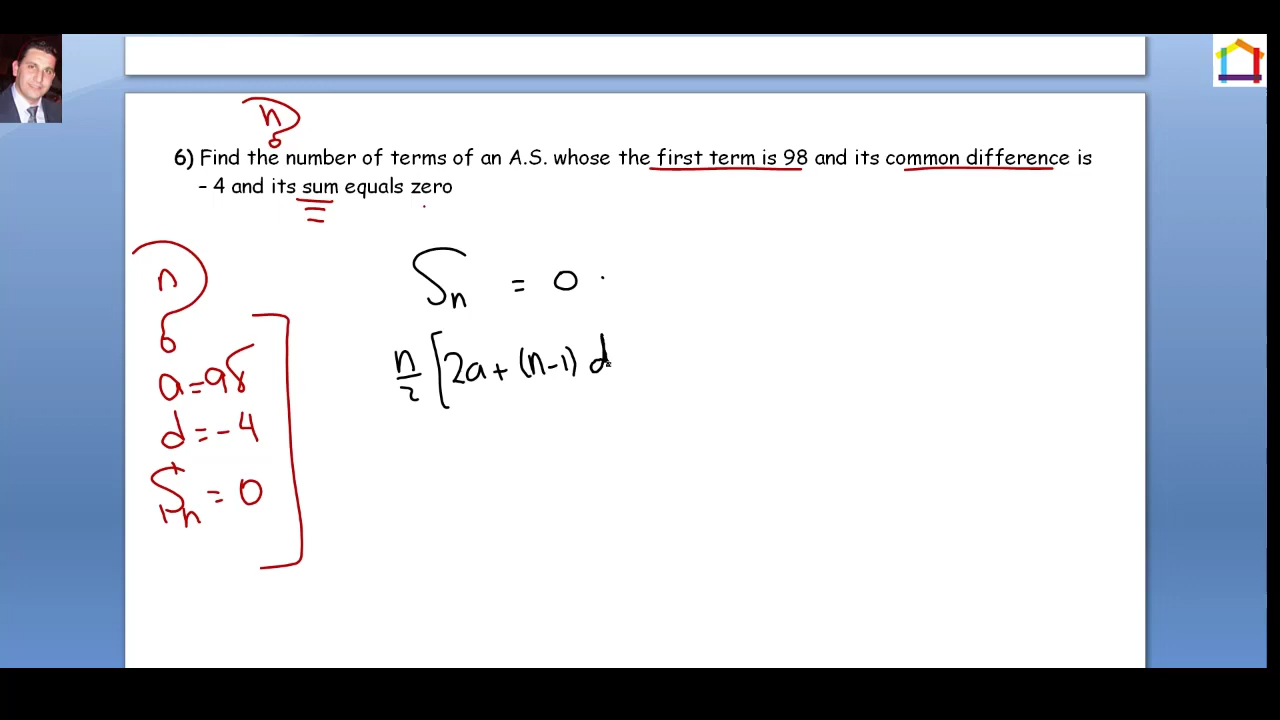 n
6) Find the number of terms of an A.S. whose the first term is 98 and its common difference is
- 4 and its sum equals zero
n
a=98
d=-4
Sn = 0
Sn = 0
n/2 [2a+(n-1) d